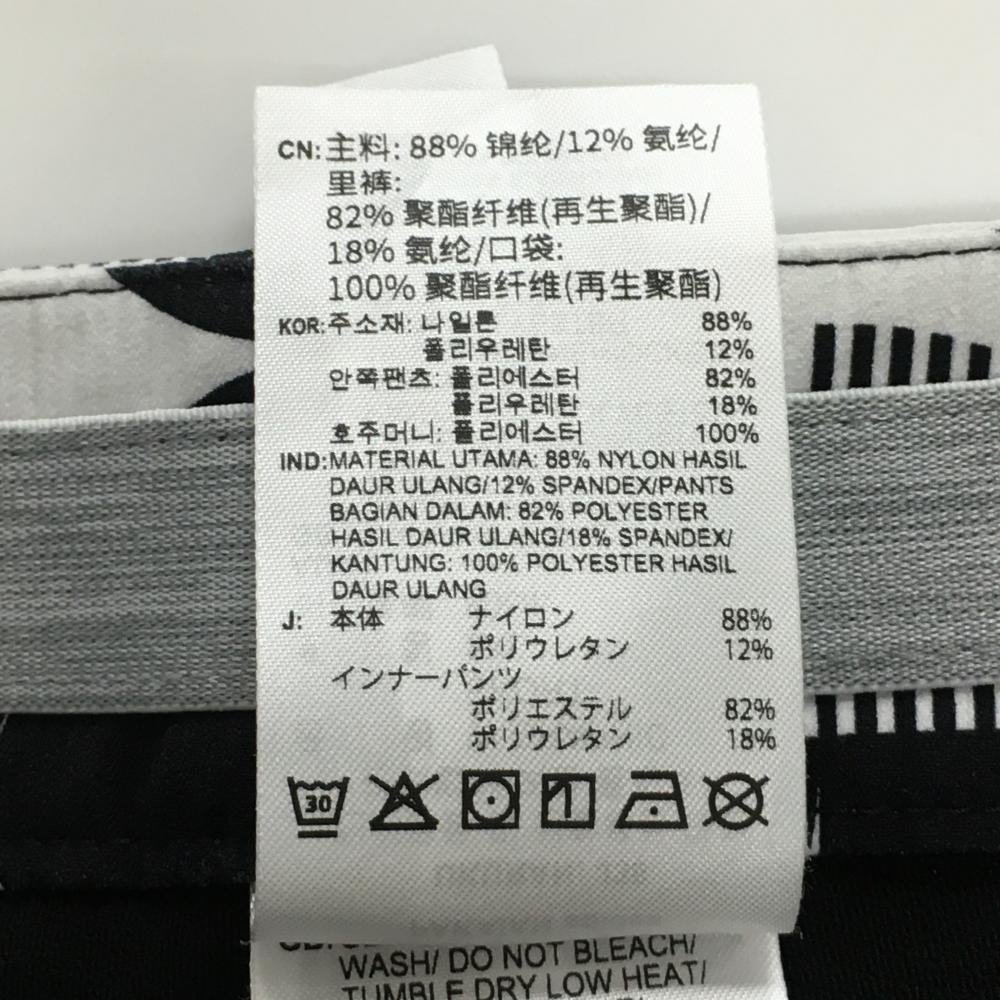 CN:主料: 88% 锦纶/12% 氨纶/
里裤:
82% 聚酯纤维(再生聚酯)/
18% 氨纶/口袋:
100% 聚酯纤维(再生聚酯)
KOR:주소재: 나일론 88%
폴리우레탄 12%
안쪽팬츠: 폴리에스터 82%
폴리우레탄 18%
호주머니: 폴리에스터 100%
IND:MATERIAL UTAMA: 88% NYLON HASIL
DAUR ULANG/12% SPANDEX/PANTS
BAGIAN DALAM: 82% POLYESTER
HASIL DAUR ULANG/18% SPANDEX/
KANTUNG: 100% POLYESTER HASIL
DAUR ULANG
J: 本体 ナイロン 88%
ポリウレタン 12%
インナーパンツ
ポリエステル 82%
ポリウレタン 18%
30
WASH/ DO NOT BLEACH/
TUMBLE DRY LOW HEAT/